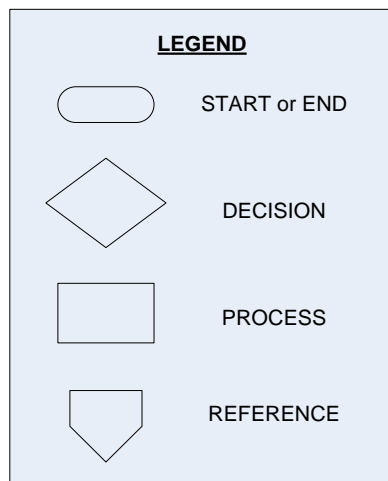 LEGEND
START or END
DECISION
PROCESS
REFERENCE